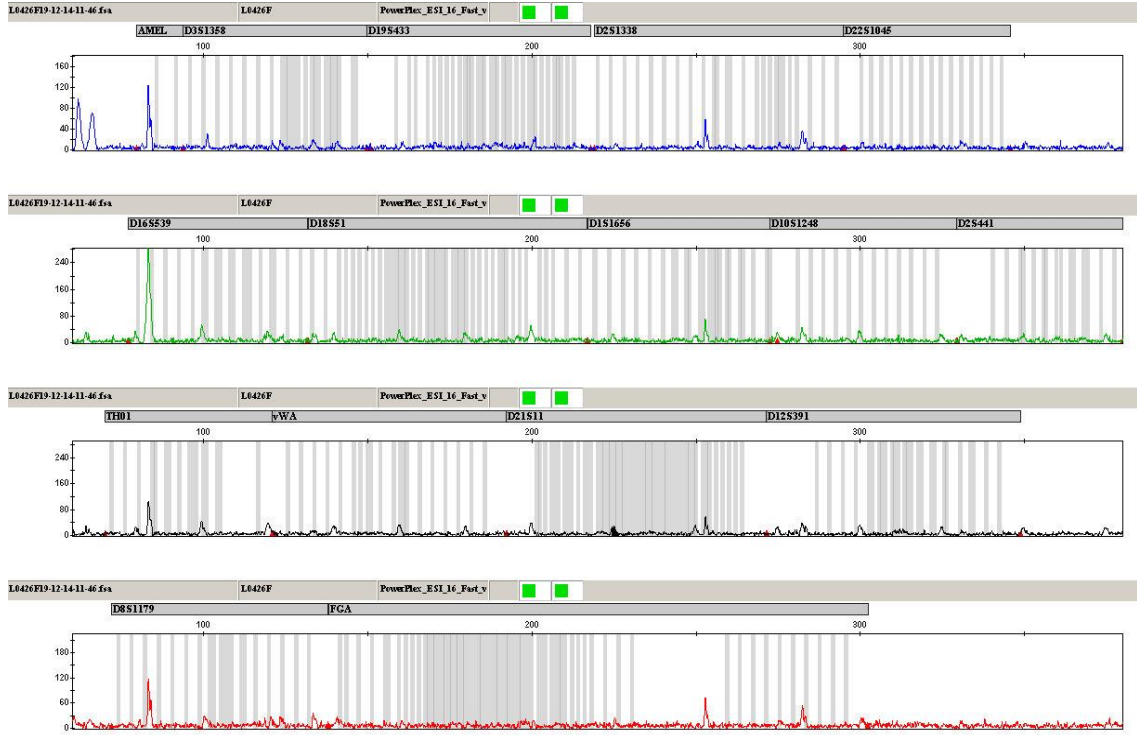 L0426F19-12-14-11-46.fsa L0426F PowerPlex_ESI_16_Fast_v
AMEL D3S1358 D19S433 D2S1338 D22S1045
100 200 300
160
120
80
40
0
L0426F19-12-14-11-46.fsa L0426F PowerPlex_ESI_16_Fast_v
D16S539 D18S51 D1S1656 D10S1248 D2S441
100 200 300
240
160
80
0
L0426F19-12-14-11-46.fsa L0426F PowerPlex_ESI_16_Fast_v
TH01 vWA D21S11 D12S391
100 200 300
240
160
80
0
L0426F19-12-14-11-46.fsa L0426F PowerPlex_ESI_16_Fast_v
D8S1179 FGA
100 200 300
180
120
60
0